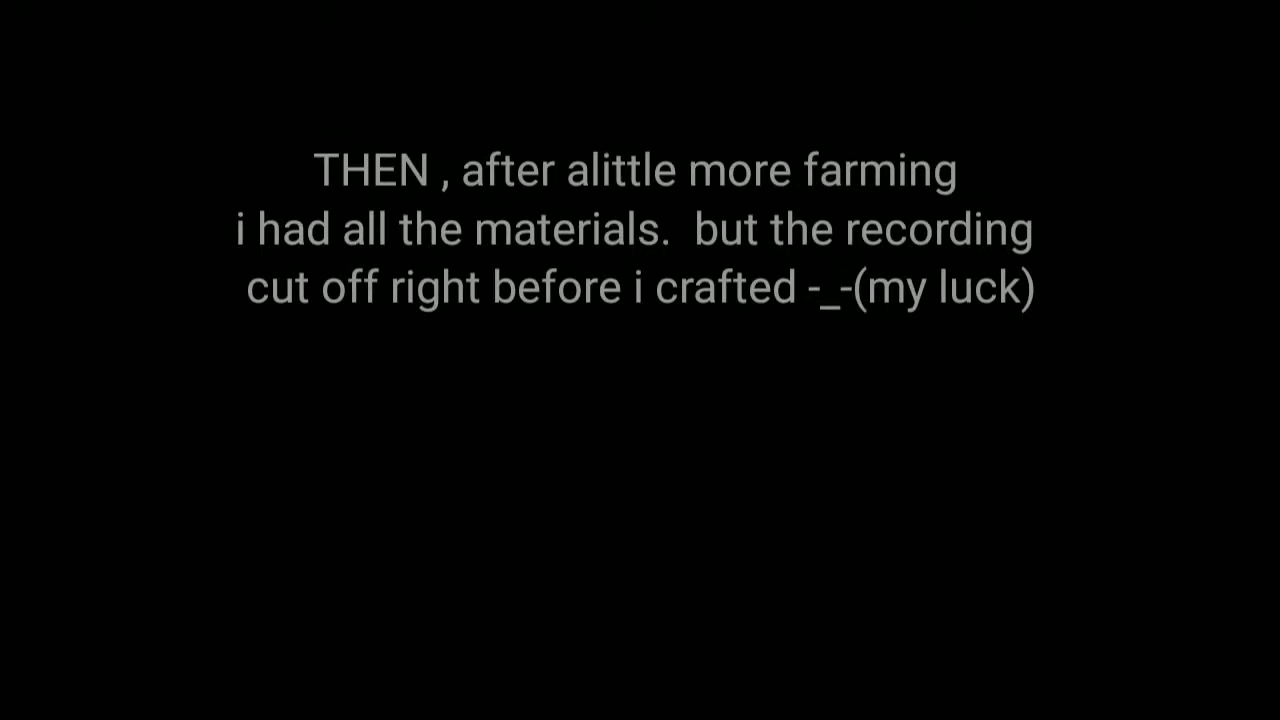 THEN , after alittle more farming
i had all the materials.  but the recording
cut off right before i crafted -_-(my luck)